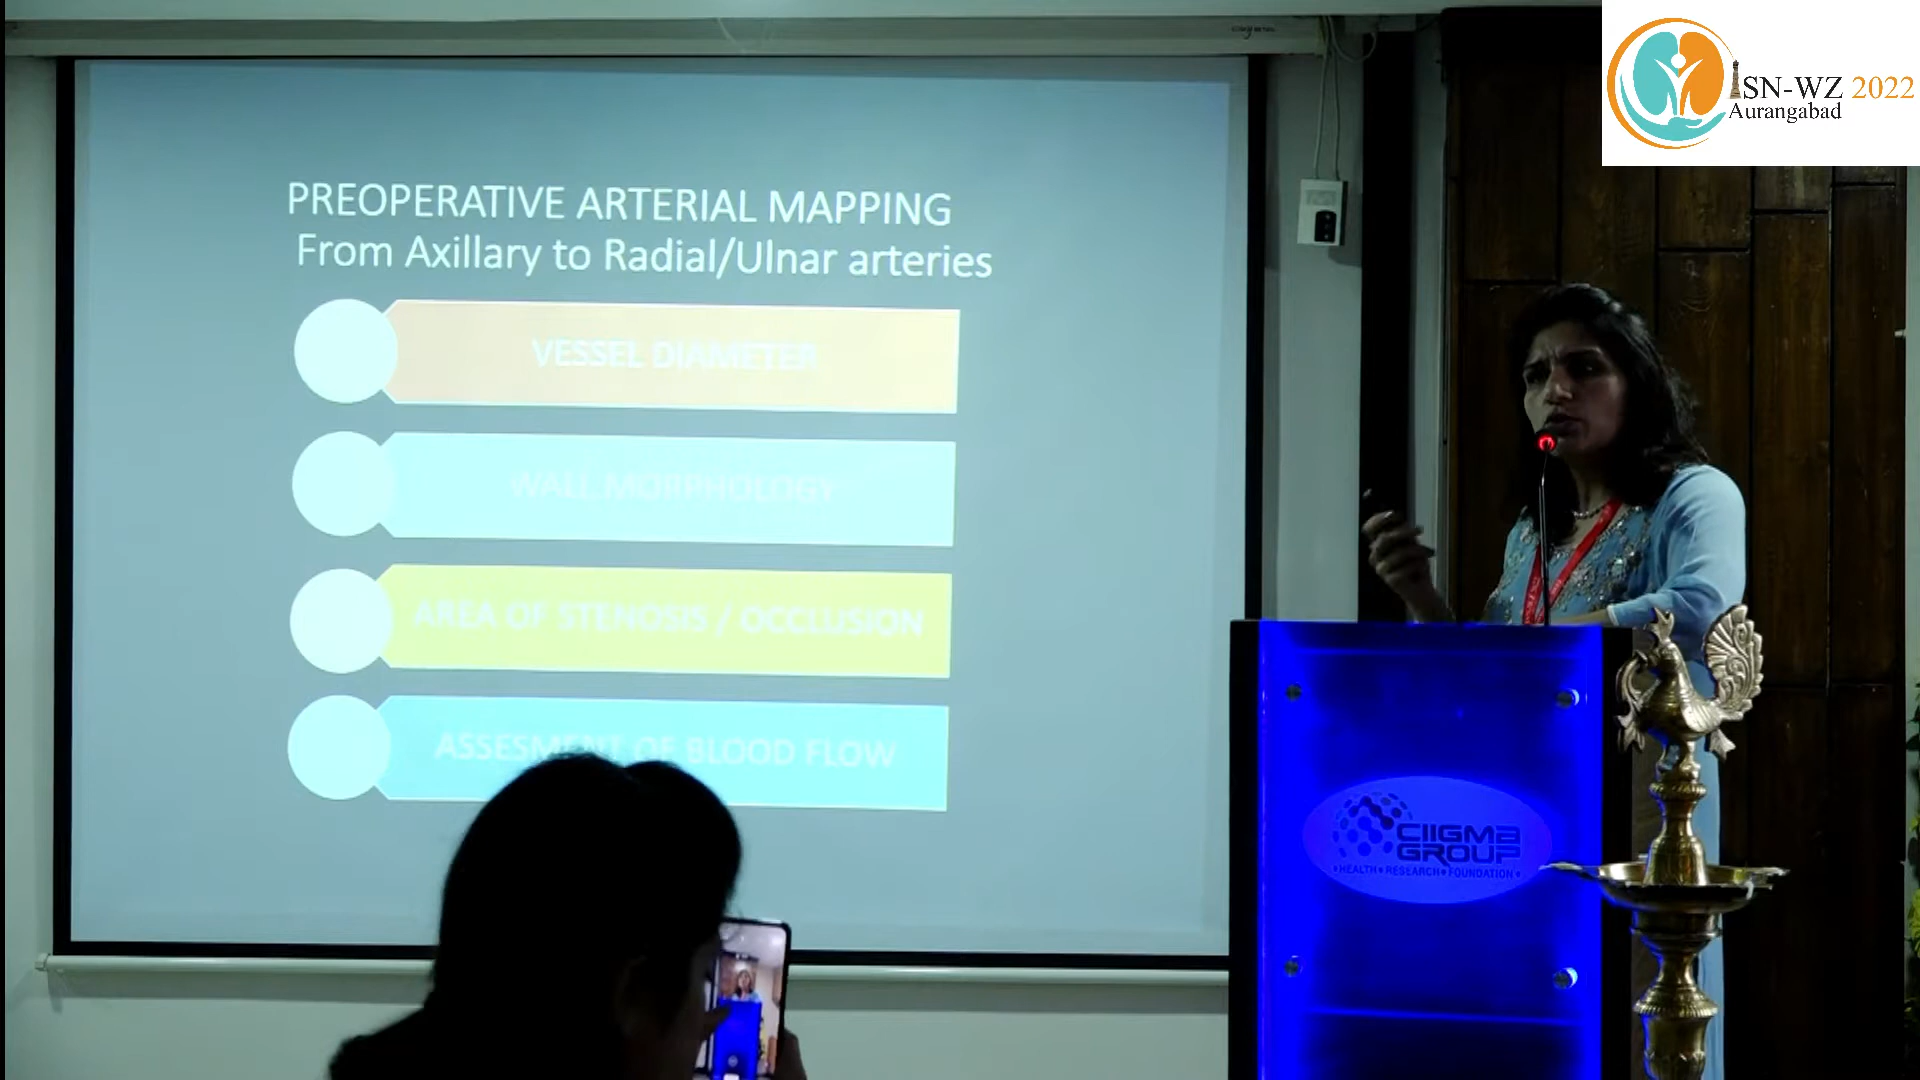 ISN-WZ 2022
Aurangabad
PREOPERATIVE ARTERIAL MAPPING
From Axillary to Radial/Ulnar arteries
VESSEL DIAMETER
WALL MORPHOLOGY
AREA OF STENOSIS / OCCLUSION
ASSESMENT OF BLOOD FLOW
CIIGMA
GROUP
•HEALTH•RESEARCH•FOUNDATION•